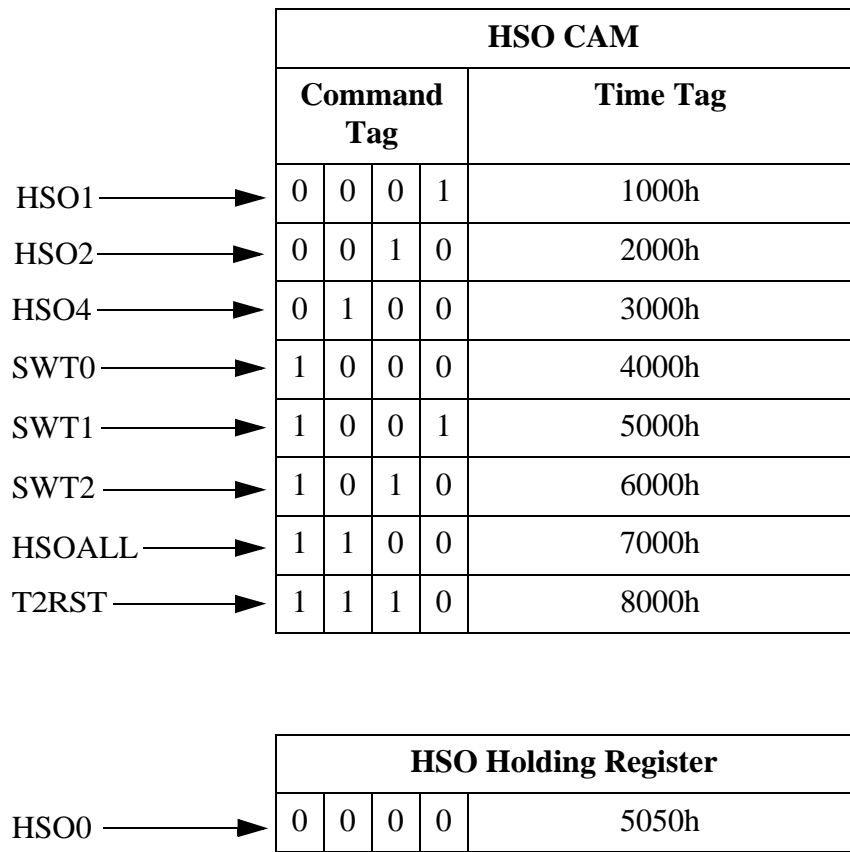 HSO CAM
Command Tag Time Tag
HSO1 0 0 0 1 1000h
HSO2 0 0 1 0 2000h
HSO4 0 1 0 0 3000h
SWT0 1 0 0 0 4000h
SWT1 1 0 0 1 5000h
SWT2 1 0 1 0 6000h
HSOALL 1 1 0 0 7000h
T2RST 1 1 1 0 8000h
HSO Holding Register
HSO0 0 0 0 0 5050h